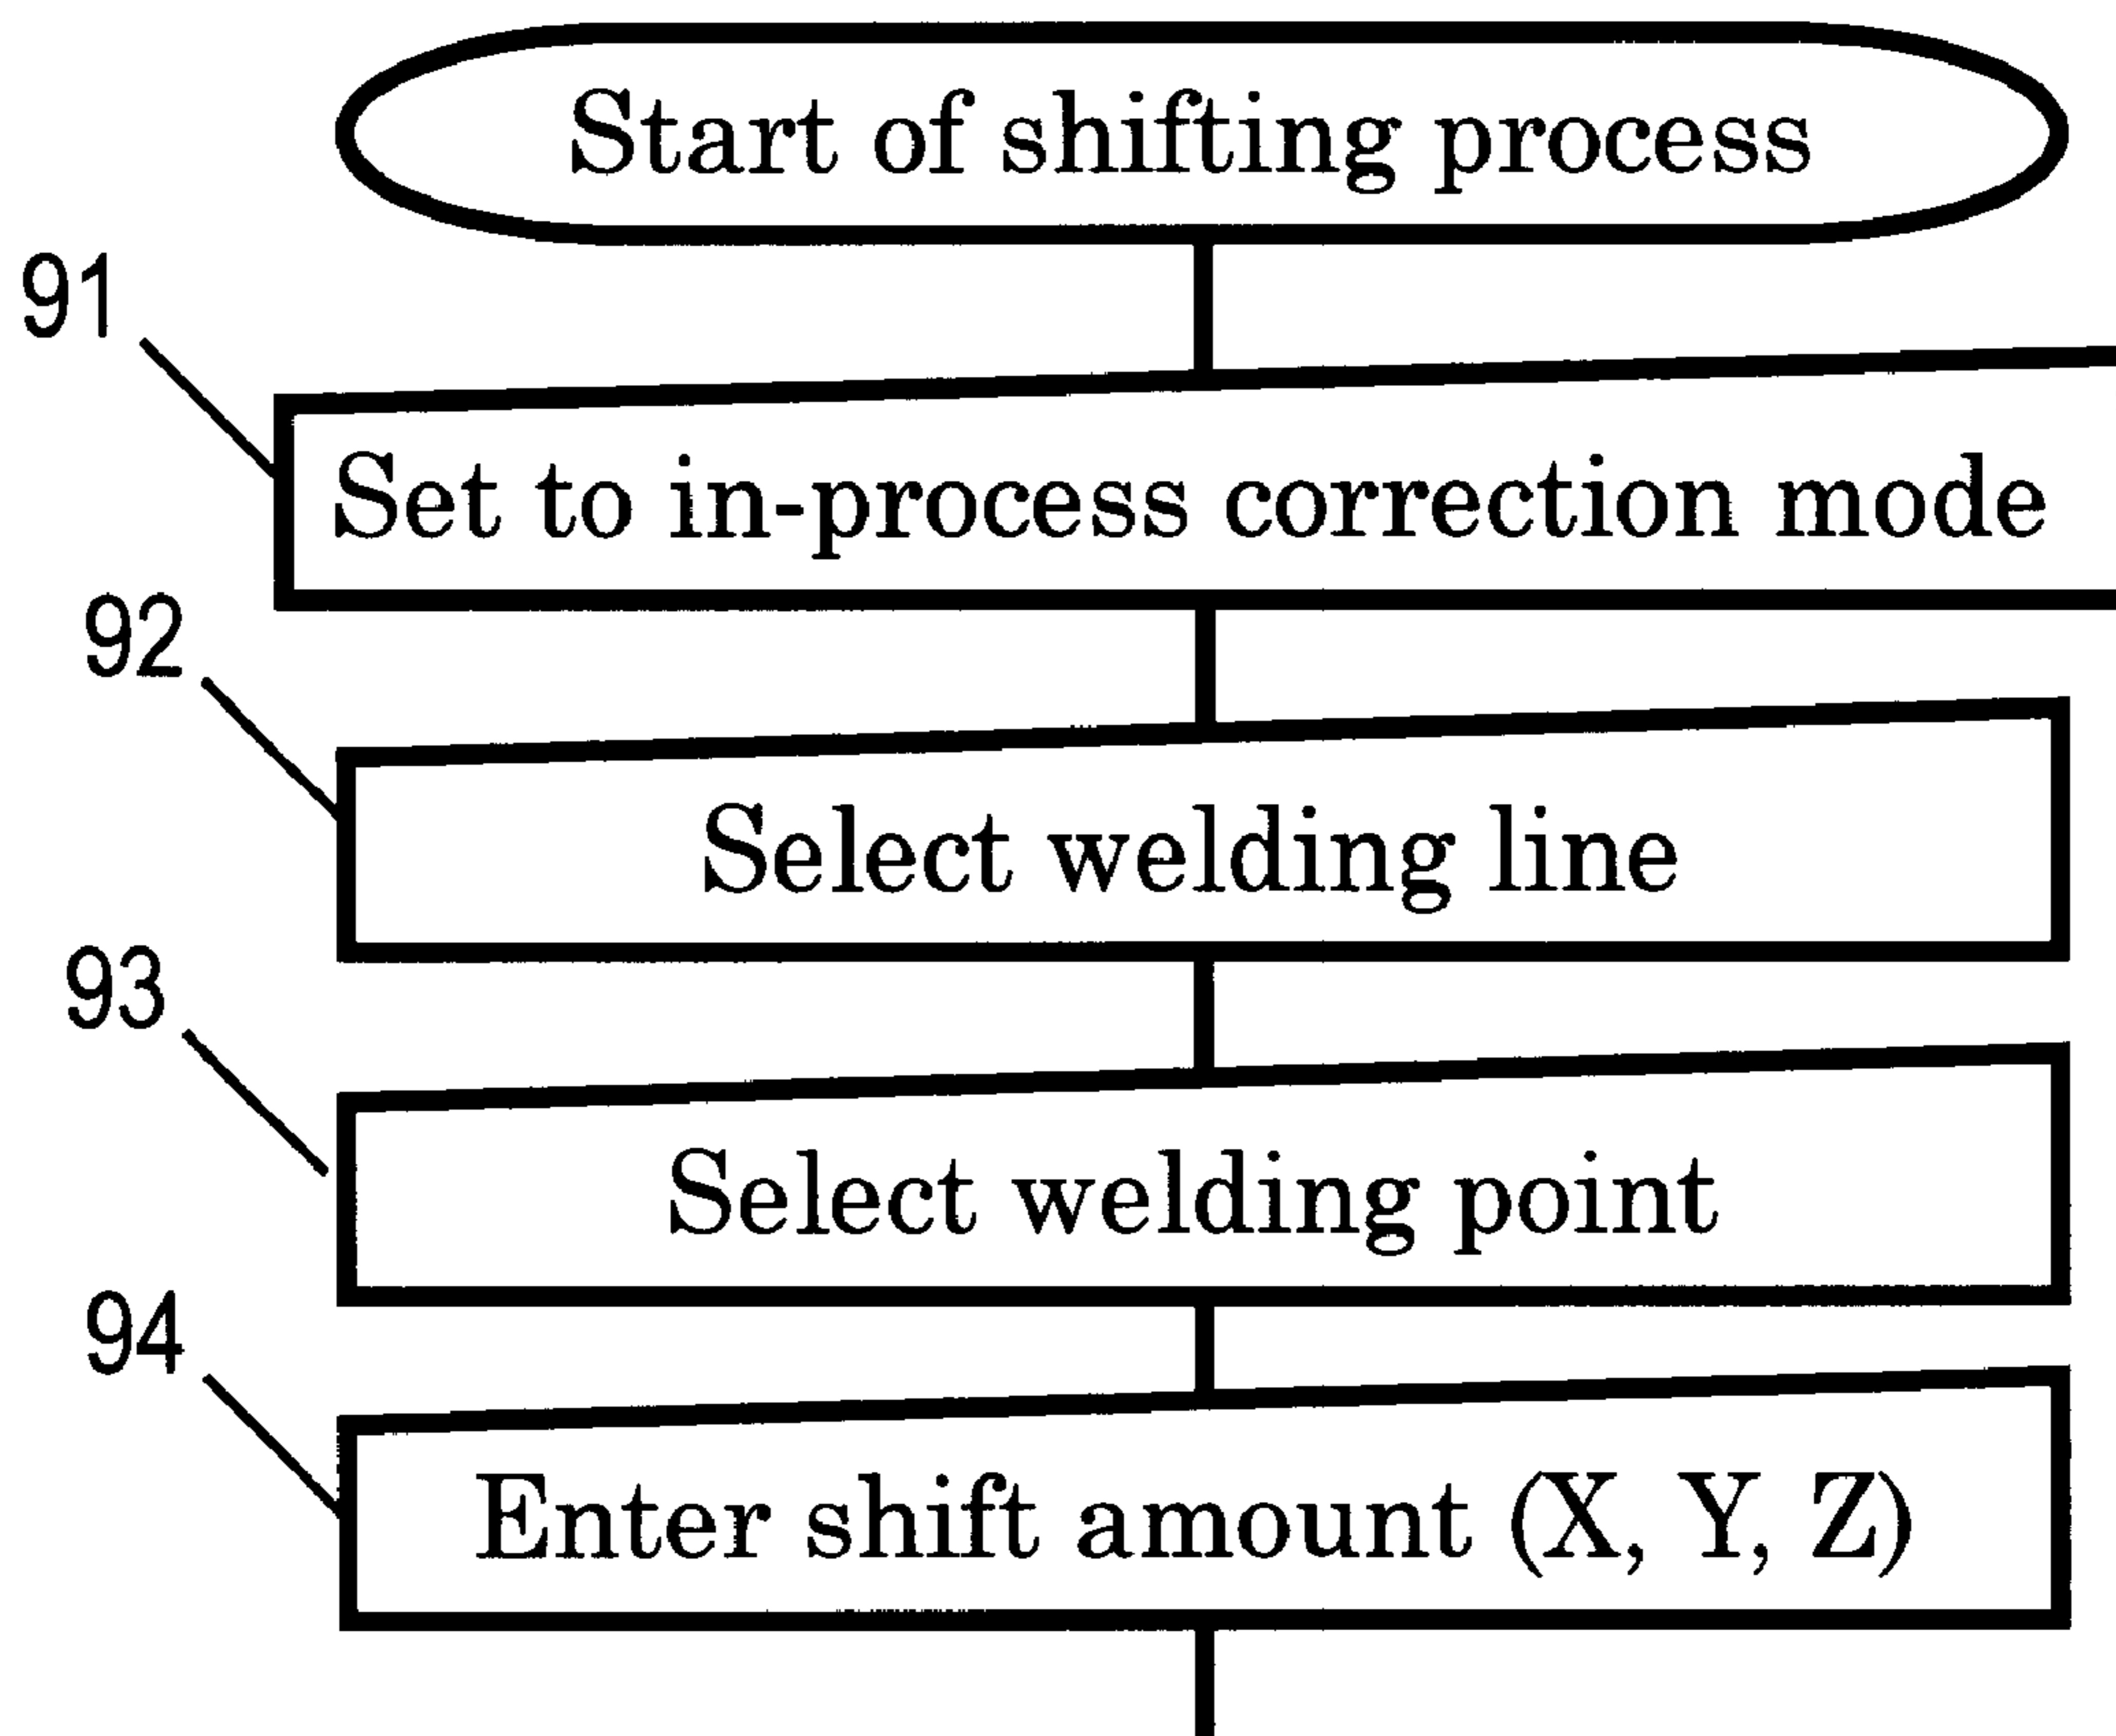 Start of shifting process
91
Set to in-process correction mode
92
Select welding line
93
Select welding point
94
Enter shift amount (X, Y, Z)